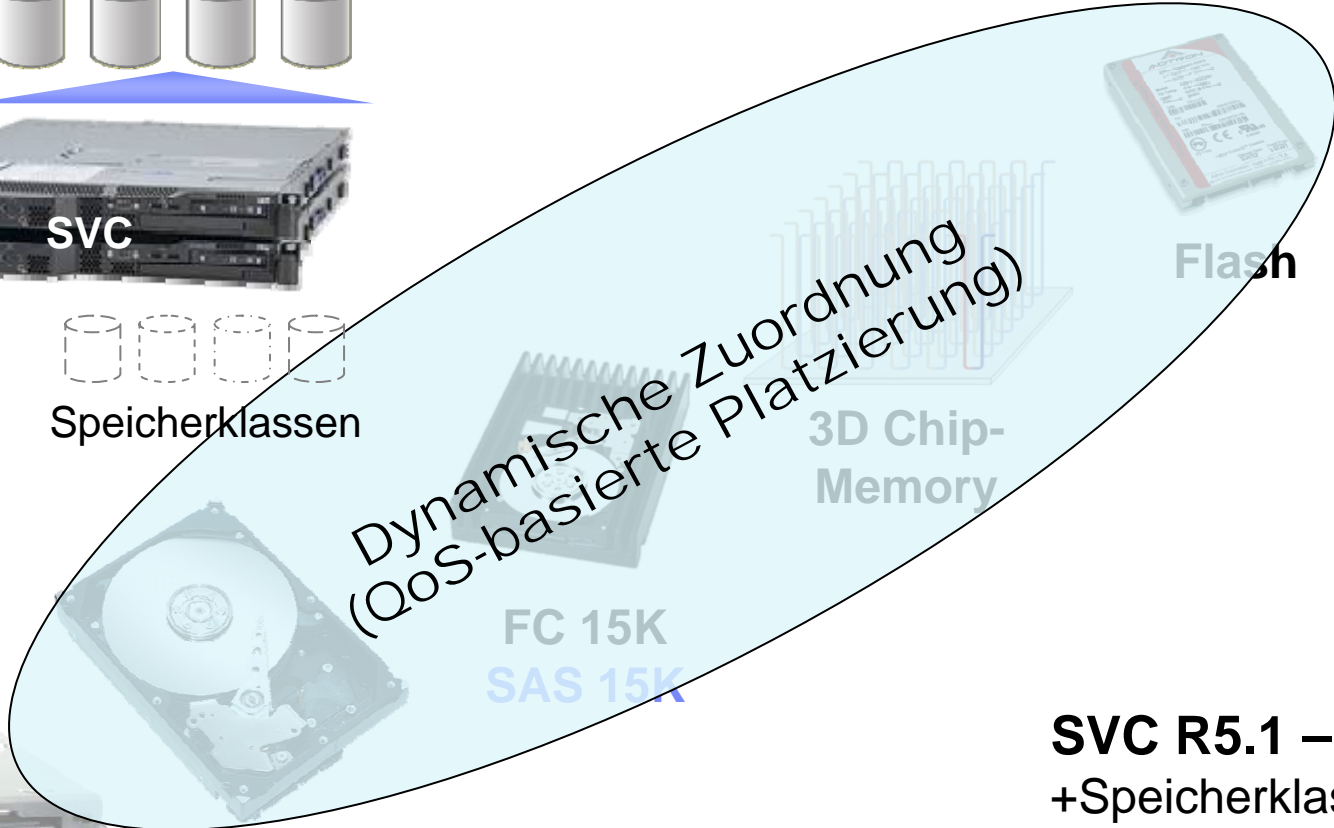 SVC
Flash
Speicherklassen
Dynamische Zuordnung
(QoS-basierte Platzierung)
3D Chip-
Memory
FC 15K
SAS 15K
SVC R5.1 –
+Speicherklas